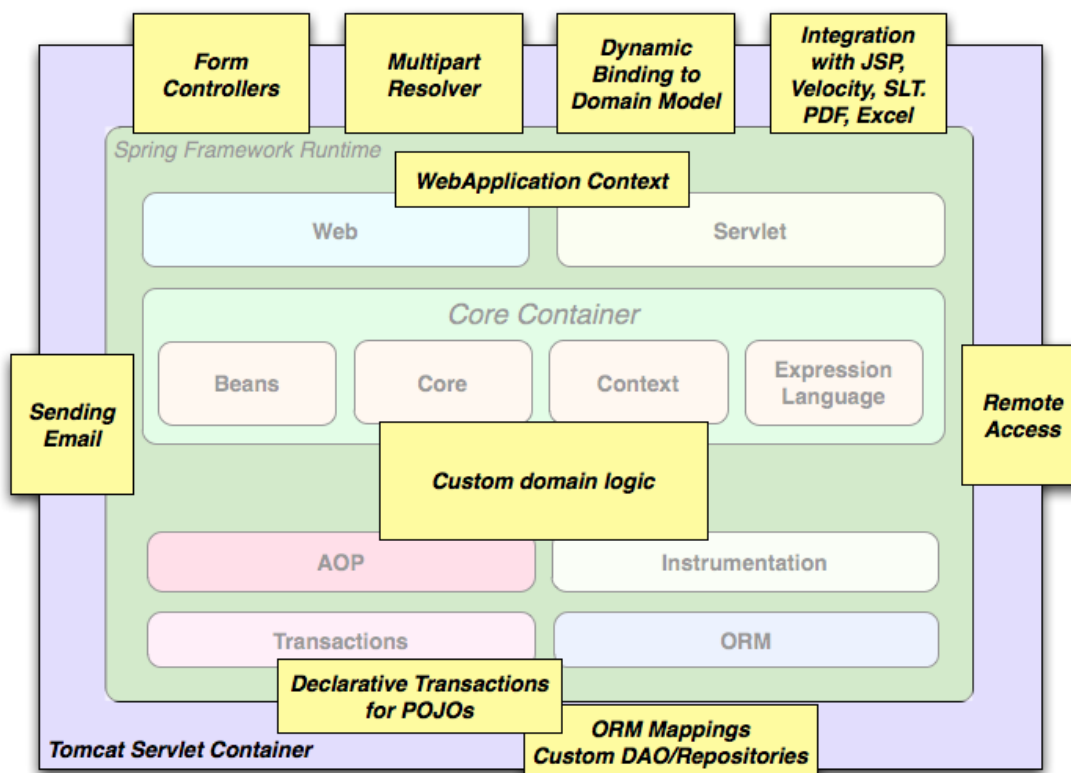 Form
Controllers
Multipart
Resolver
Dynamic
Binding to
Domain Model
Integration
with JSP,
Velocity, SLT.
PDF, Excel
Spring Framework Runtime
WebApplication Context
Web
Servlet
Core Container
Beans
Core
Context
Expression
Language
Sending
Email
Remote
Access
Custom domain logic
AOP
Instrumentation
Transactions
ORM
Declarative Transactions
for POJOs
Tomcat Servlet Container
ORM Mappings
Custom DAO/Repositories